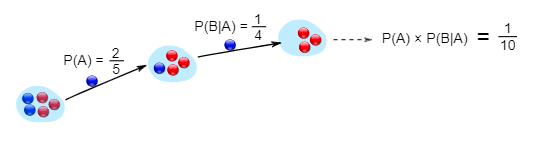 P(B|A) = 1/4
P(A) = 2/5
P(A) × P(B|A) = 1/10